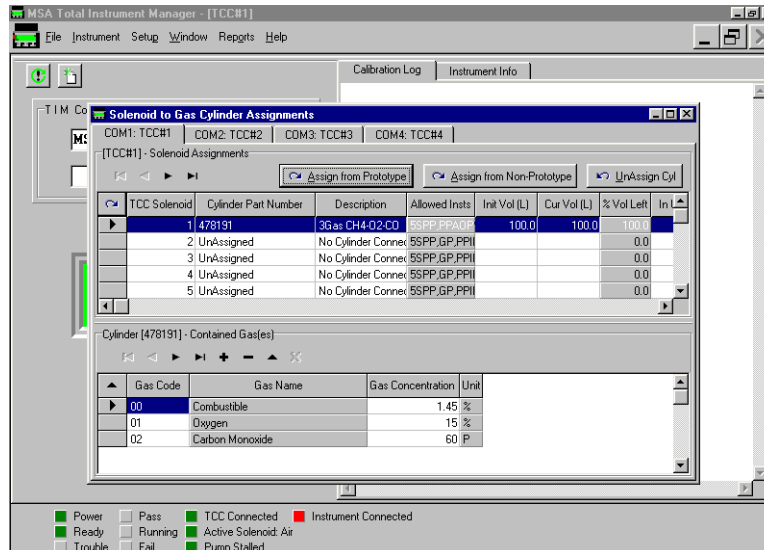 MSA Total Instrument Manager - [TCC#1]
File Instrument Setup Window Reports Help
Calibration Log Instrument Info
TIM Co
Solenoid to Gas Cylinder Assignments
COM1: TCC#1 COM2: TCC#2 COM3: TCC#3 COM4: TCC#4
[TCC#1] - Solenoid Assignments
Assign from Prototype Assign from Non-Prototype UnAssign Cyl
TCC Solenoid Cylinder Part Number Description Allowed Insts Init Vol (L) Cur Vol (L) % Vol Left In
1 478191 3Gas CH4-O2-CO 5SPP,PPADP 100.0 100.0 100.0
2 UnAssigned No Cylinder Connec 5SPP,GP,PPII 0.0
3 UnAssigned No Cylinder Connec 5SPP,GP,PPII 0.0
4 UnAssigned No Cylinder Connec 5SPP,GP,PPII 0.0
5 UnAssigned No Cylinder Connec 5SPP,GP,PPII 0.0
Cylinder [478191] - Contained Gas(es)
Gas Code Gas Name Gas Concentration Unit
00 Combustible 1.45 %
01 Oxygen 15 %
02 Carbon Monoxide 60 P
Power Pass TCC Connected Instrument Connected
Ready Running Active Solenoid: Air
Trouble Fail Pump Stalled